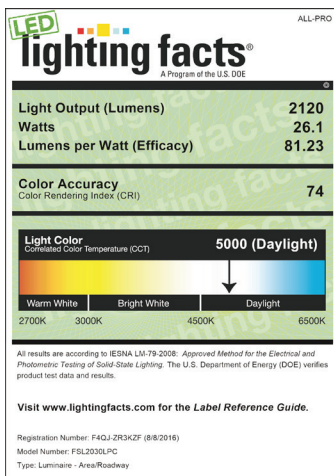 ALL-PRO
LED
lighting facts®
A Program of the U.S. DOE
Light Output (Lumens) 2120
Watts 26.1
Lumens per Watt (Efficacy) 81.23
Color Accuracy
Color Rendering Index (CRI) 74
Light Color
Correlated Color Temperature (CCT) 5000 (Daylight)
Warm White Bright White Daylight
2700K 3000K 4500K 6500K
All results are according to IESNA LM-79-2008: Approved Method for the Electrical and
Photometric Testing of Solid-State Lighting. The U.S. Department of Energy (DOE) verifies
product test data and results.
Visit www.lightingfacts.com for the Label Reference Guide.
Registration Number: F4QJ-ZR3KZF (8/8/2016)
Model Number: FSL2030LPC
Type: Luminaire - Area/Roadway